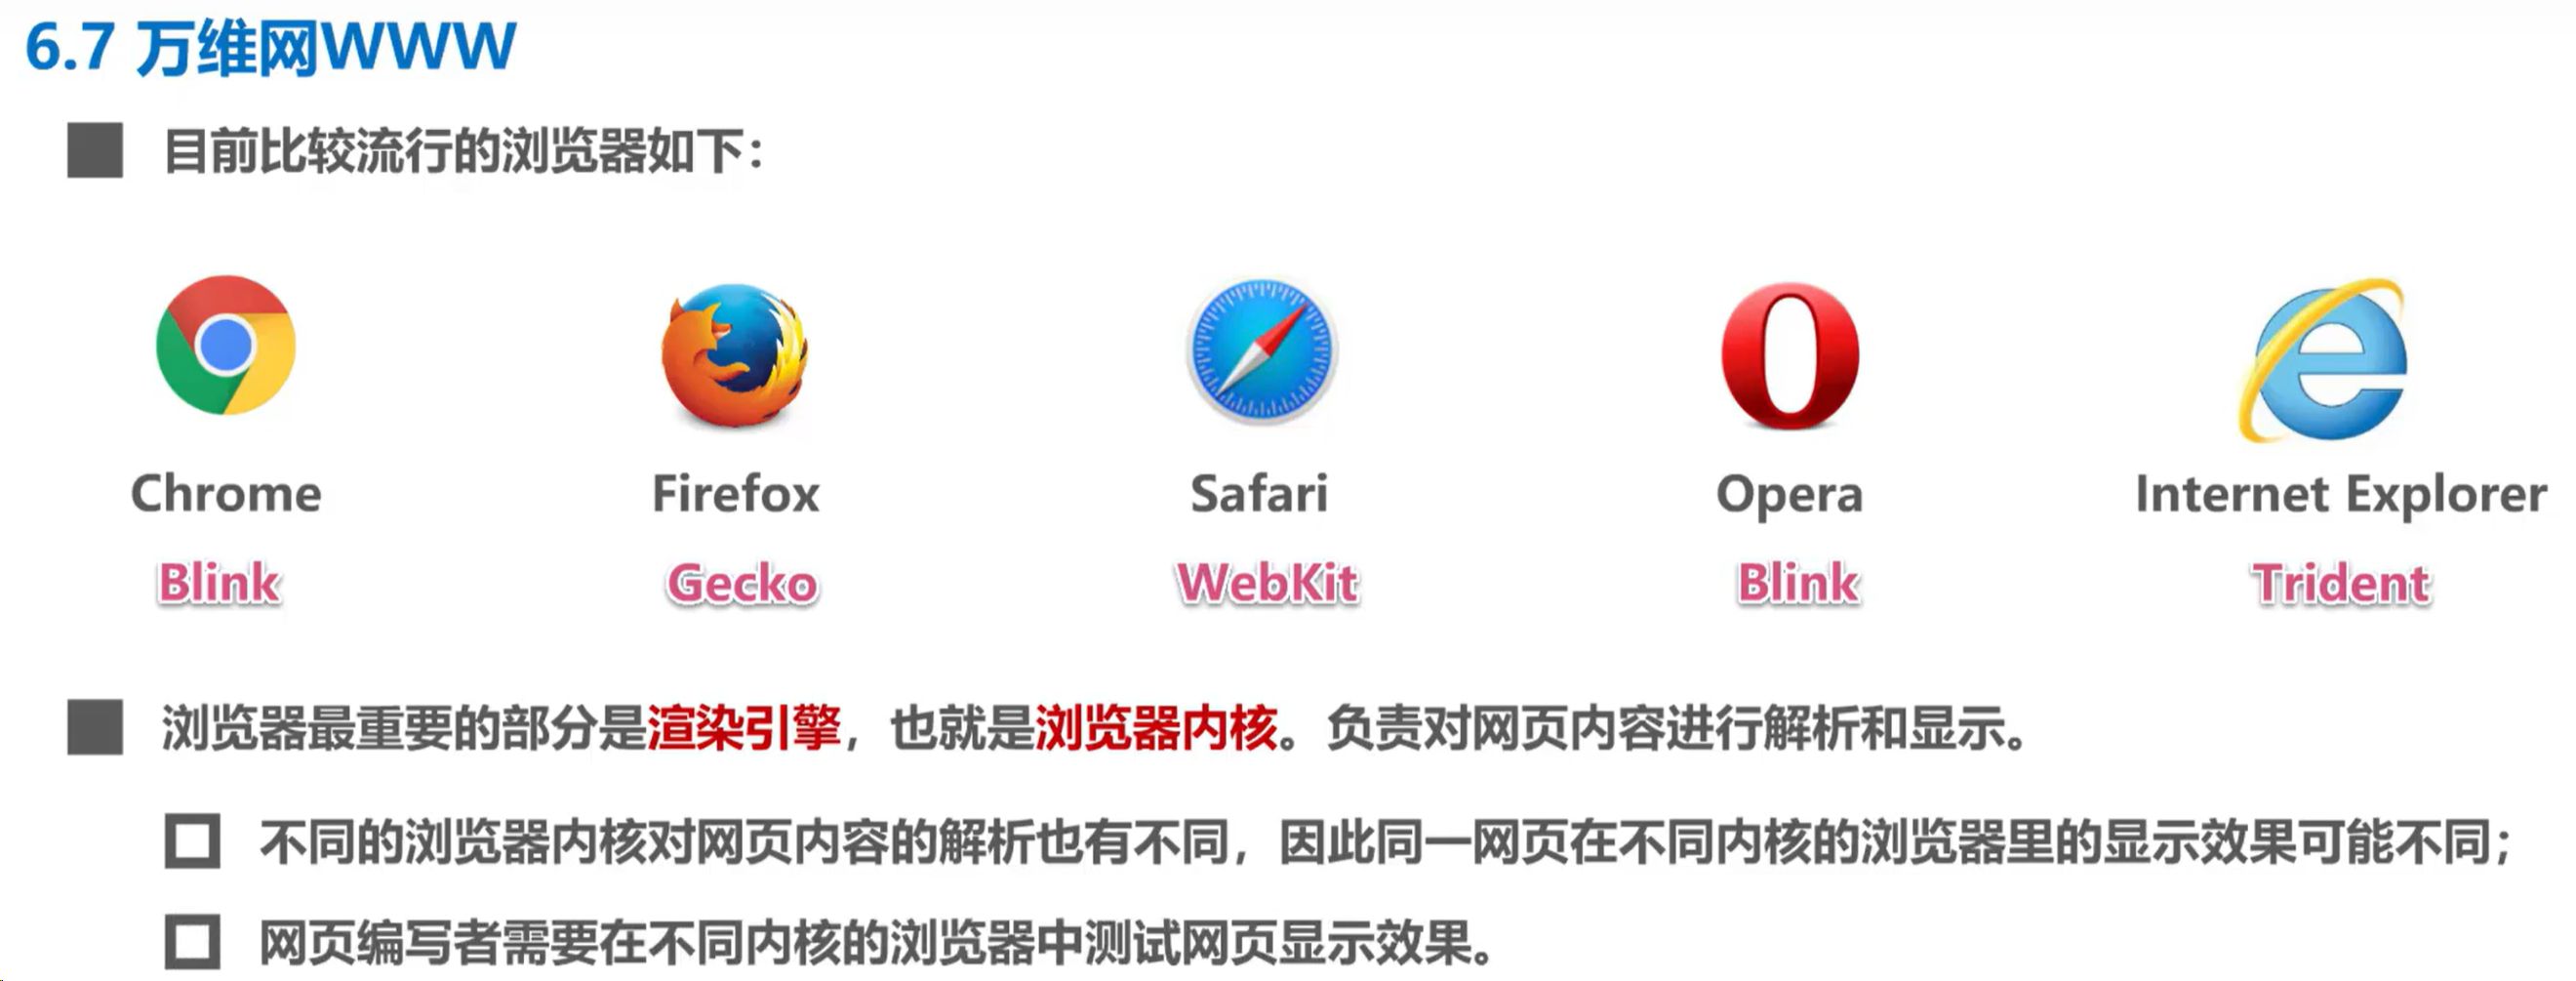 6.7 万维网WWW
目前比较流行的浏览器如下：
Chrome Firefox Safari Opera Internet Explorer
Blink Gecko WebKit Blink Trident
浏览器最重要的部分是渲染引擎，也就是浏览器内核。负责对网页内容进行解析和显示。
不同的浏览器内核对网页内容的解析也有不同，因此同一网页在不同内核的浏览器里的显示效果可能不同；
网页编写者需要在不同内核的浏览器中测试网页显示效果。